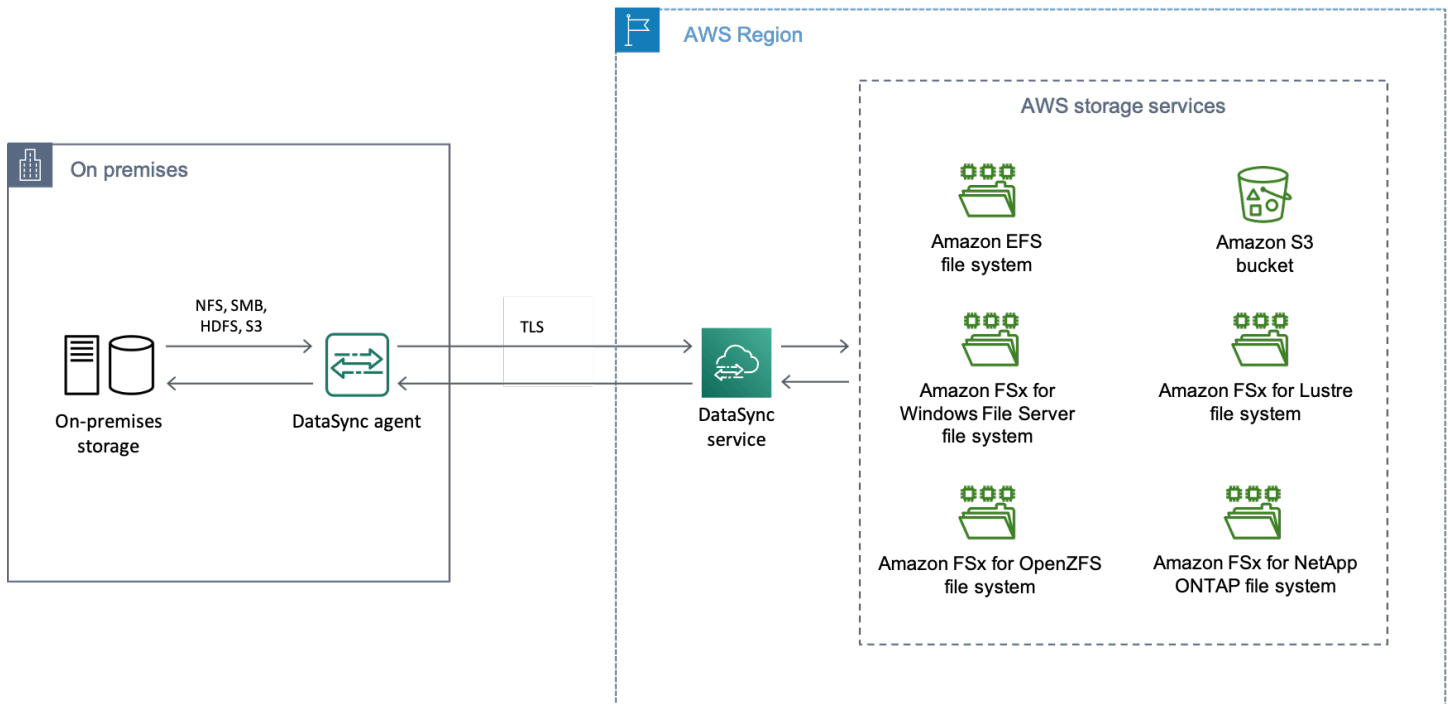 AWS Region
AWS storage services
On premises
Amazon EFS
file system
Amazon S3
bucket
NFS, SMB,
HDFS, S3
TLS
On-premises
storage
DataSync agent
DataSync
service
Amazon FSx for
Windows File Server
file system
Amazon FSx for Lustre
file system
Amazon FSx for OpenZFS
file system
Amazon FSx for NetApp
ONTAP file system